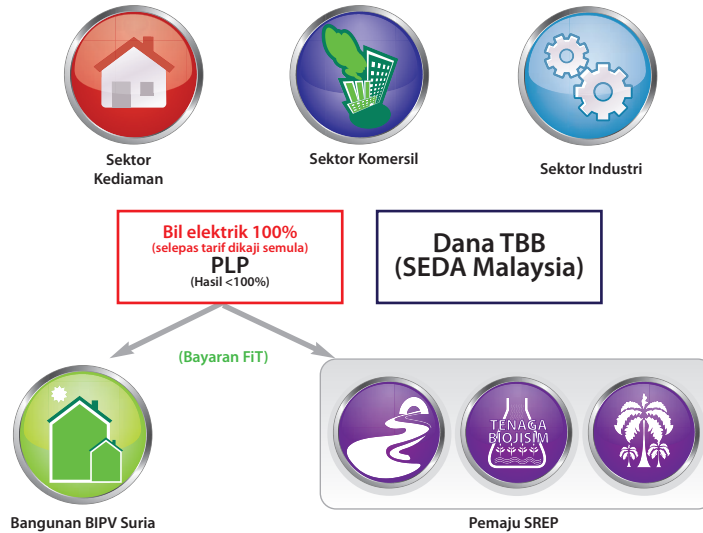 Sektor
Kediaman
Sektor Komersil
Sektor Industri
Bil elektrik 100%
(selepas tarif dikaji semula)
PLP
(Hasil <100%)
Dana TBB
(SEDA Malaysia)
(Bayaran FiT)
TENAGA
BIOJISIM
Bangunan BIPV Suria
Pemaju SREP